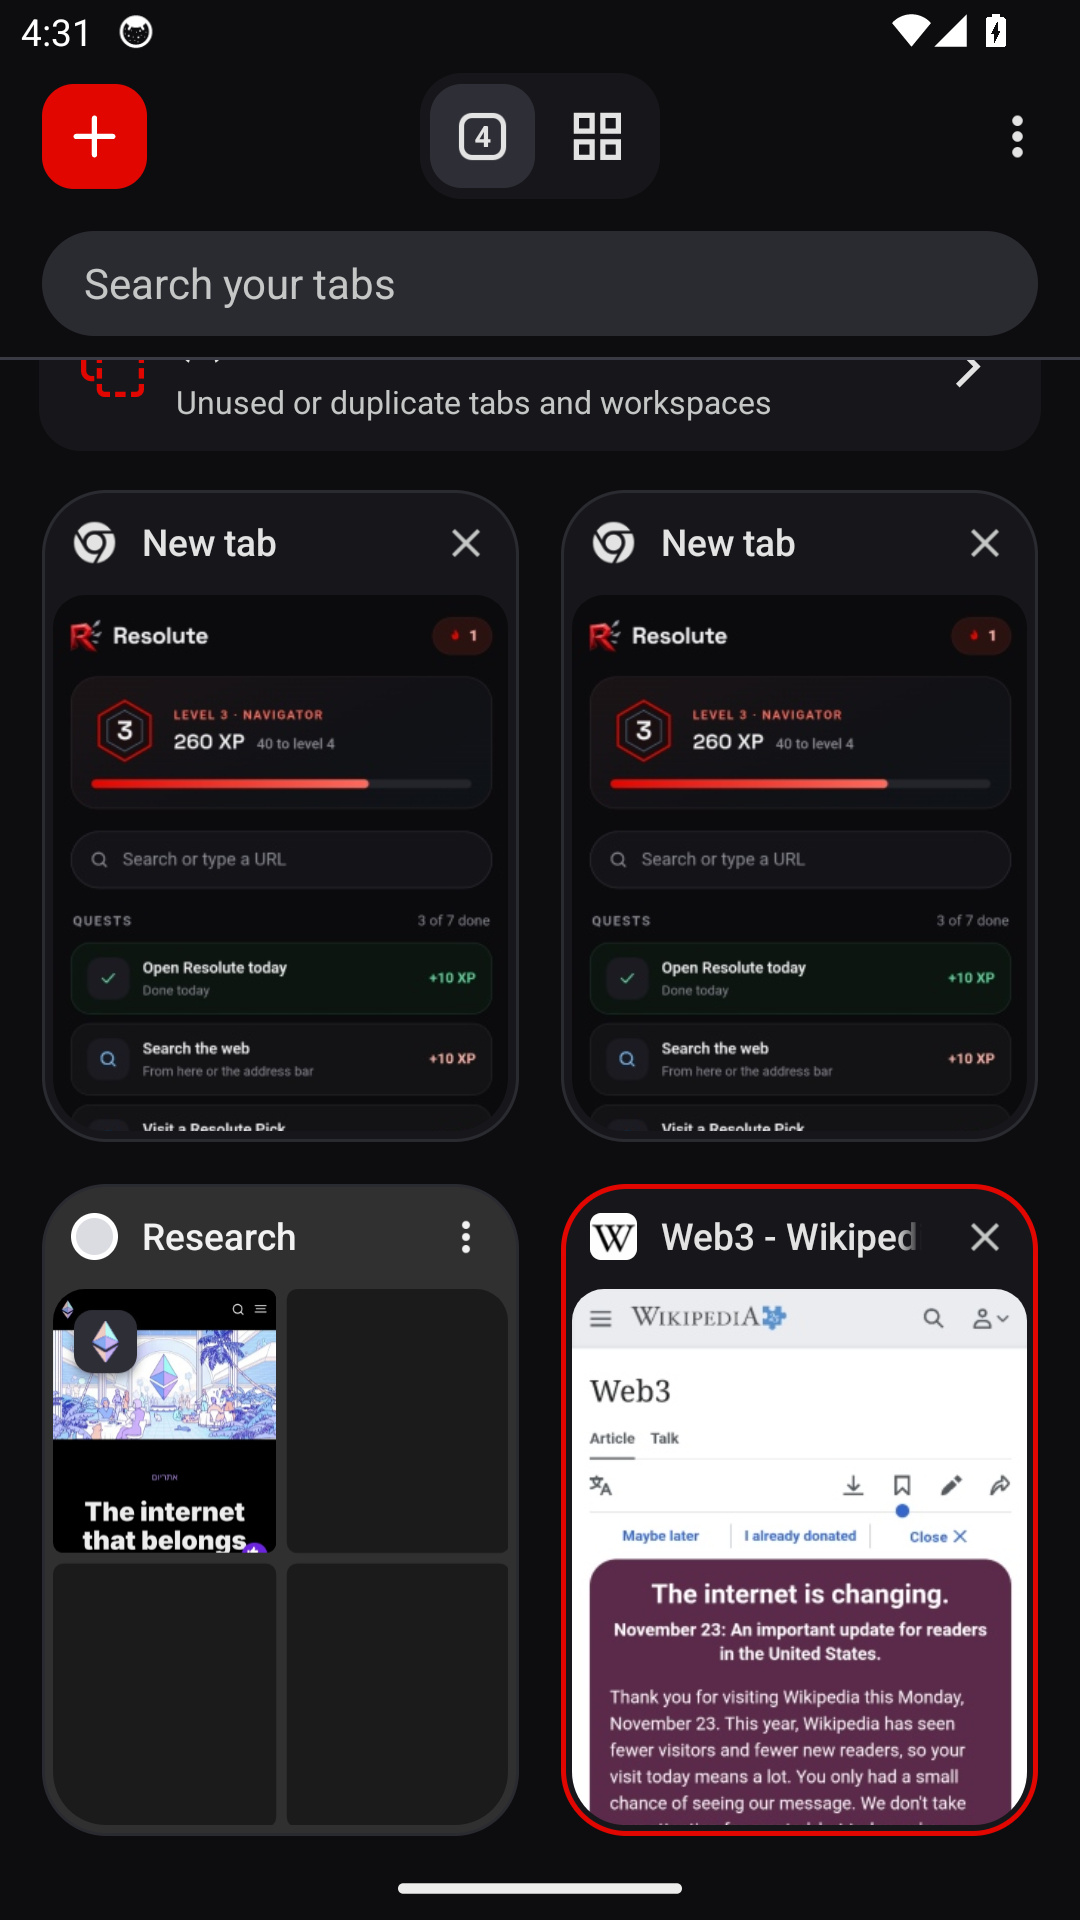 4:31
4
Search your tabs
Unused or duplicate tabs and workspaces
New tab
Resolute
1
3
LEVEL 3 · NAVIGATOR
260 XP 40 to level 4
Search or type a URL
QUESTS 3 of 7 done
Open Resolute today
Done today
+10 XP
Search the web
From here or the address bar
+10 XP
Visit a Resolute Pick
New tab
Resolute
1
3
LEVEL 3 · NAVIGATOR
260 XP 40 to level 4
Search or type a URL
QUESTS 3 of 7 done
Open Resolute today
Done today
+10 XP
Search the web
From here or the address bar
+10 XP
Visit a Resolute Pick
Research
אתריום
The internet
that belongs
W Web3 - Wikiped
WIKIPEDIA
Web3
Article Talk
Maybe later I already donated Close
The internet is changing.
November 23: An important update for readers
in the United States.
Thank you for visiting Wikipedia this Monday,
November 23. This year, Wikipedia has seen
fewer visitors and fewer new readers, so your
visit today means a lot. You only had a small
chance of seeing our message. We don't take